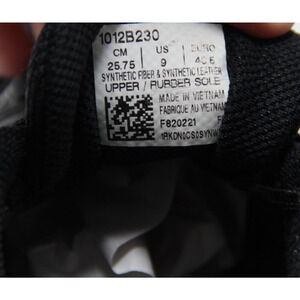 1012B230
CM US EURO
25.75 9 40.5
SYNTHETIC FIBER & SYNTHETIC LEATHER
UPPER / RUBBER SOLE
MADE IN VIETNAM
FABRIQUE AU VIETNAM
F820221